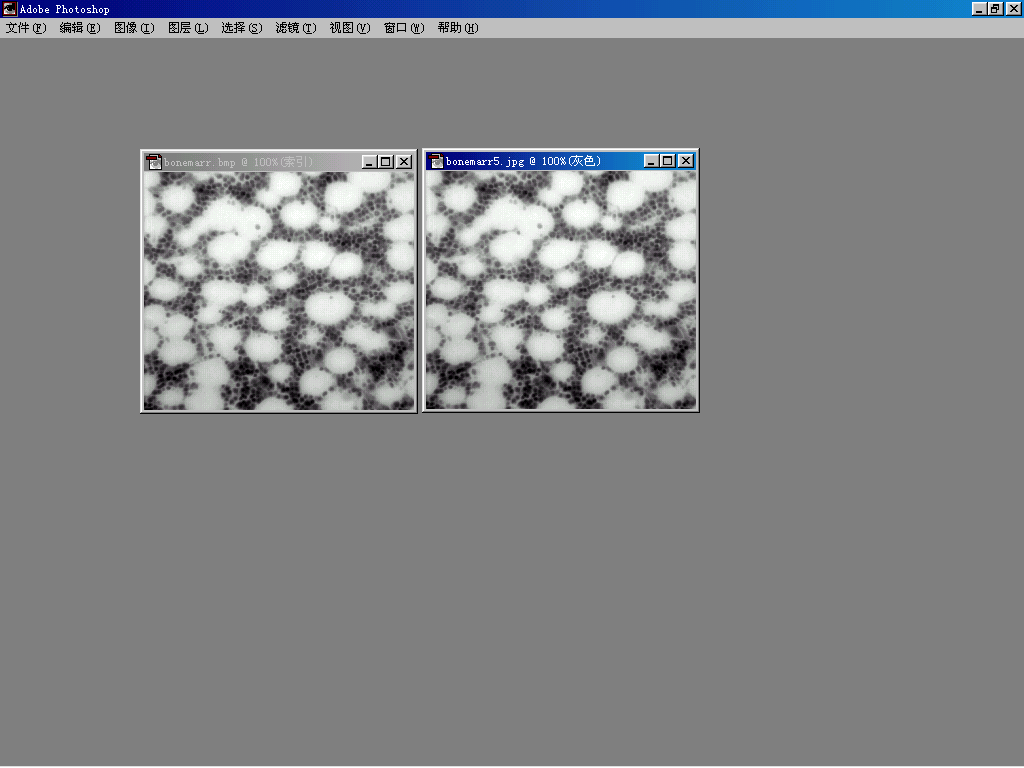 Adobe Photoshop
文件(F) 编辑(E) 图像(I) 图层(L) 选择(S) 滤镜(T) 视图(V) 窗口(W) 帮助(H)
bonemarr.bmp @ 100%(索引)
bonemarr5.jpg @ 100%(灰色)